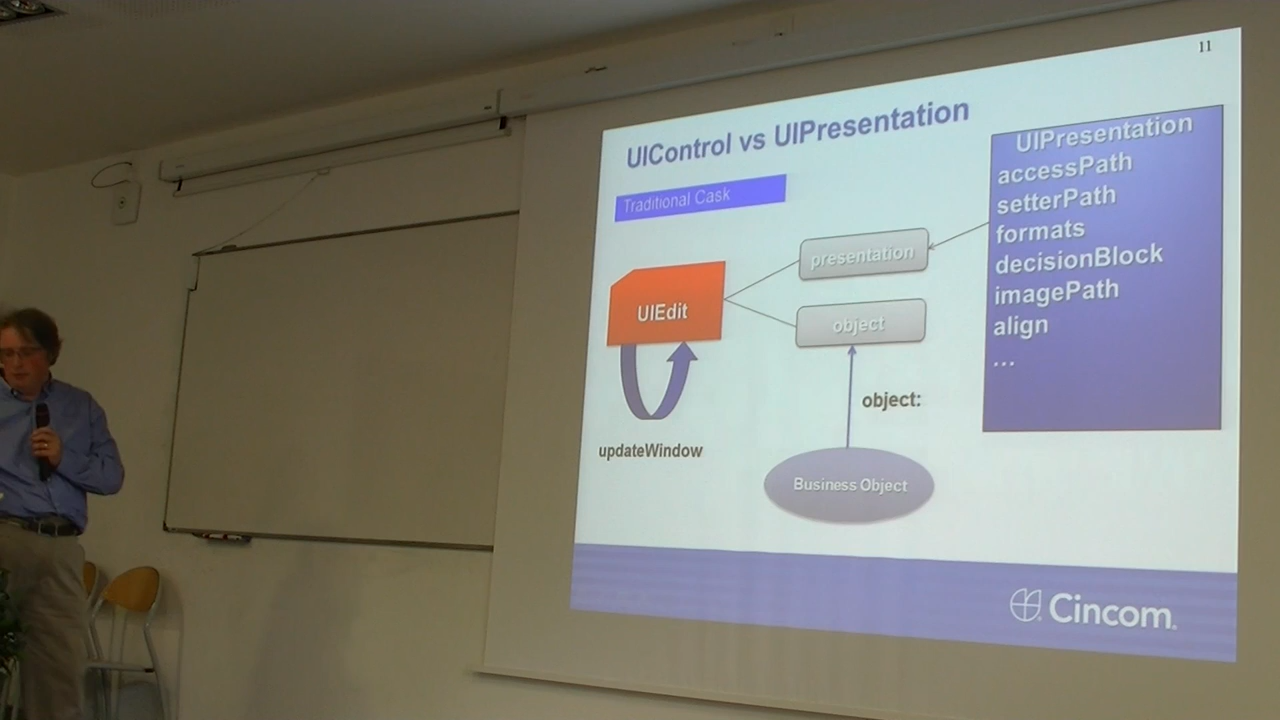 11
UIControl vs UIPresentation
Traditional Cask
UIPresentation
accessPath
setterPath
formats
decisionBlock
imagePath
align
...
presentation
UIEdit
object
object:
updateWindow
Business Object
Cincom.